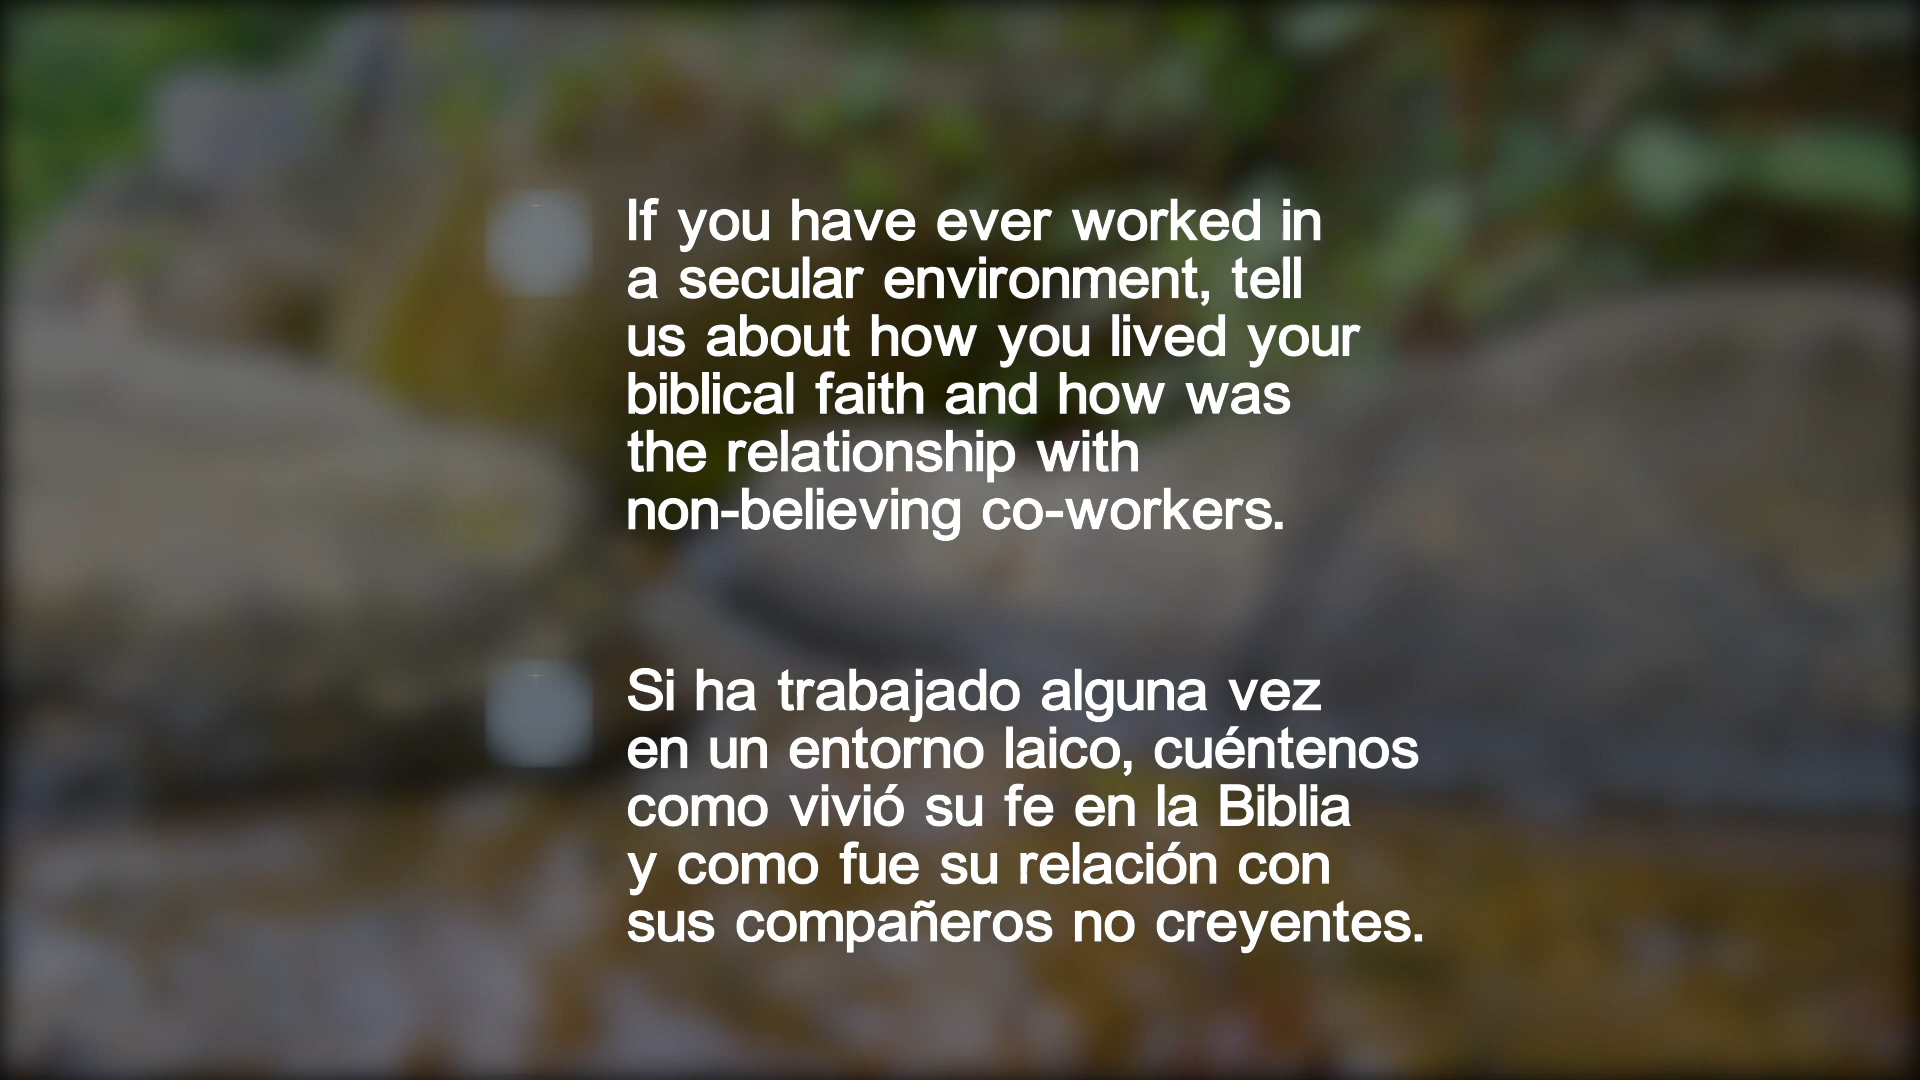 If you have ever worked in
a secular environment, tell
us about how you lived your
biblical faith and how was
the relationship with
non-believing co-workers.
Si ha trabajado alguna vez
en un entorno laico, cuéntenos
como vivió su fe en la Biblia
y como fue su relación con
sus compañeros no creyentes.